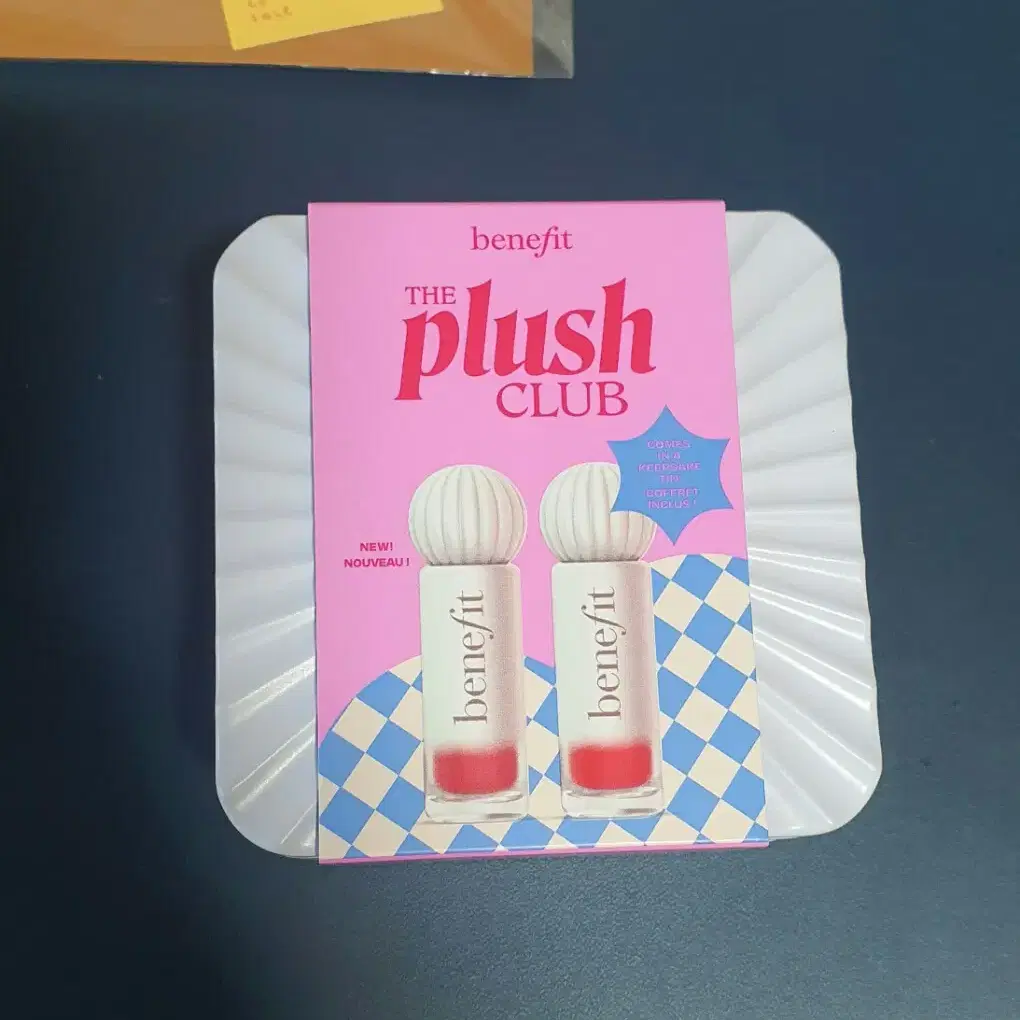 benefit
THE
plush
CLUB
COMES
IN A
KEEPSAKE
TIN
COFFRET
INCLUS !
NEW!
NOUVEAU !
benefit
benefit